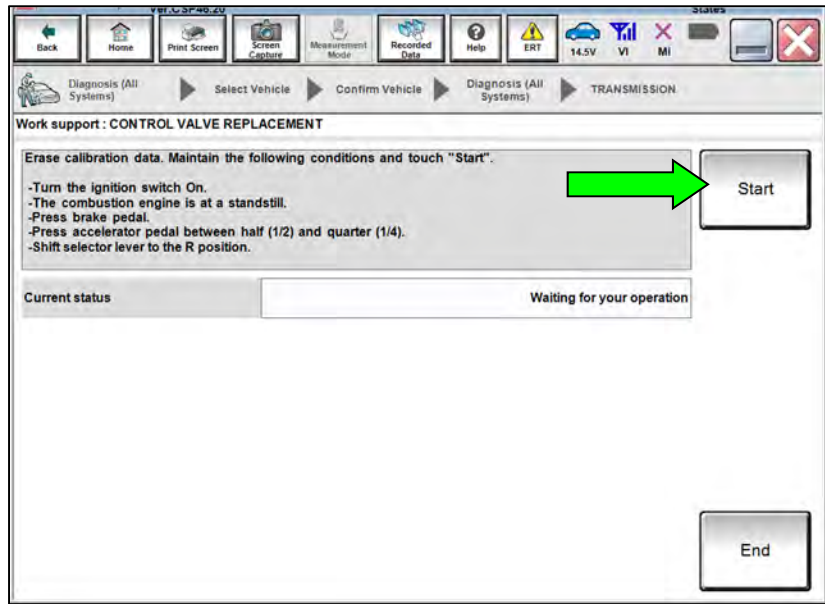 Ver.CSP46.20
States
Back
Home
Print Screen
Screen
Capture
Measurement
Mode
Recorded
Data
Help
ERT
14.5V
VI
MI
Diagnosis (All
Systems)
Select Vehicle
Confirm Vehicle
Diagnosis (All
Systems)
TRANSMISSION
Work support : CONTROL VALVE REPLACEMENT
Erase calibration data. Maintain the following conditions and touch "Start".
-Turn the ignition switch On.
-The combustion engine is at a standstill.
-Press brake pedal.
-Press accelerator pedal between half (1/2) and quarter (1/4).
-Shift selector lever to the R position.
Start
Current status
Waiting for your operation
End